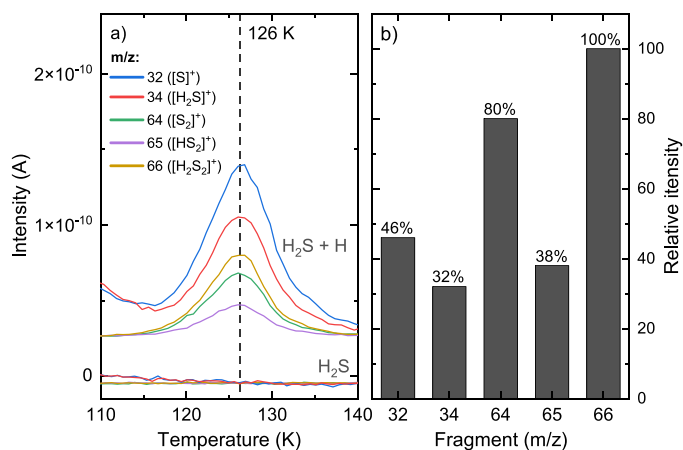 a)
126 K
m/z:
32 ([S]⁺)
34 ([H₂S]⁺)
64 ([S₂]⁺)
65 ([HS₂]⁺)
66 ([H₂S₂]⁺)
H₂S + H
H₂S
2×10⁻¹⁰
1×10⁻¹⁰
0
Intensity (A)
110 120 130 140
Temperature (K)
b)
46%
32%
80%
38%
100%
100
80
60
40
20
0
Relative itensity
32 34 64 65 66
Fragment (m/z)